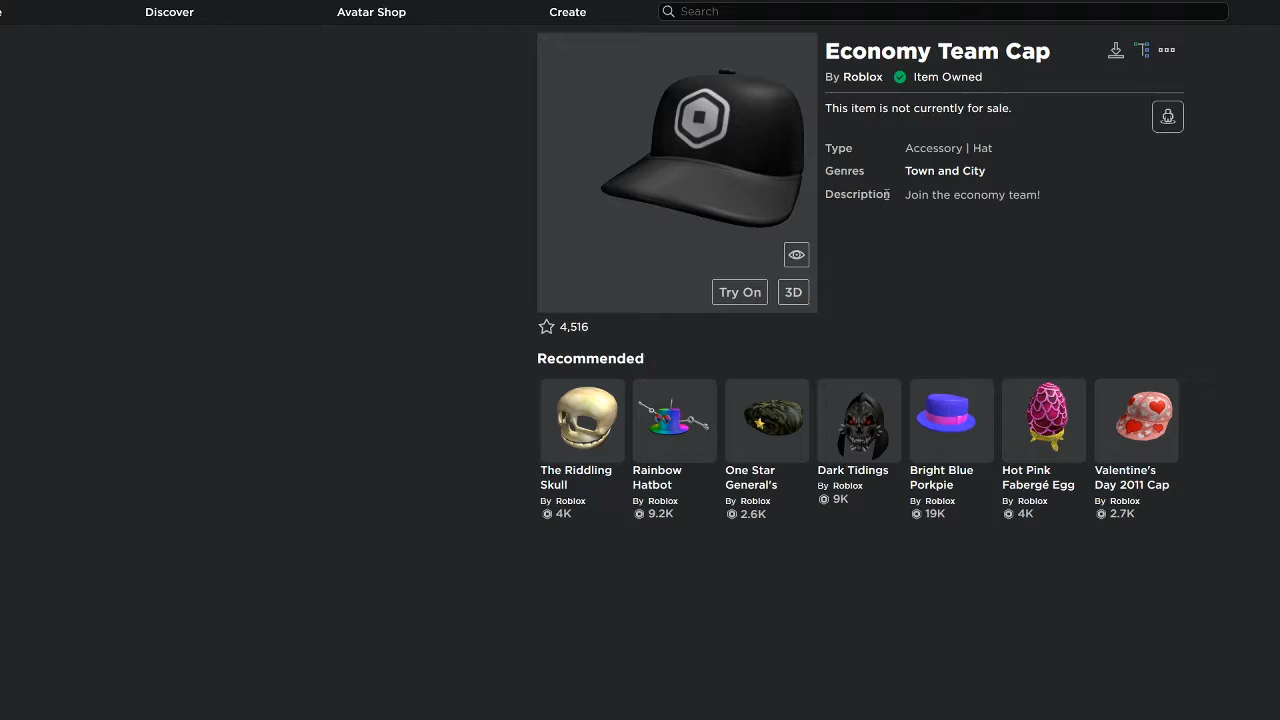 Discover
Avatar Shop
Create
Search
Economy Team Cap
By Roblox Item Owned
This item is not currently for sale.
Type Accessory | Hat
Genres Town and City
Description Join the economy team!
Try On
3D
4,516
Recommended
The Riddling
Skull
By Roblox
4K
Rainbow
Hatbot
By Roblox
9.2K
One Star
General's
By Roblox
2.6K
Dark Tidings
By Roblox
9K
Bright Blue
Porkpie
By Roblox
19K
Hot Pink
Fabergé Egg
By Roblox
4K
Valentine's
Day 2011 Cap
By Roblox
2.7K